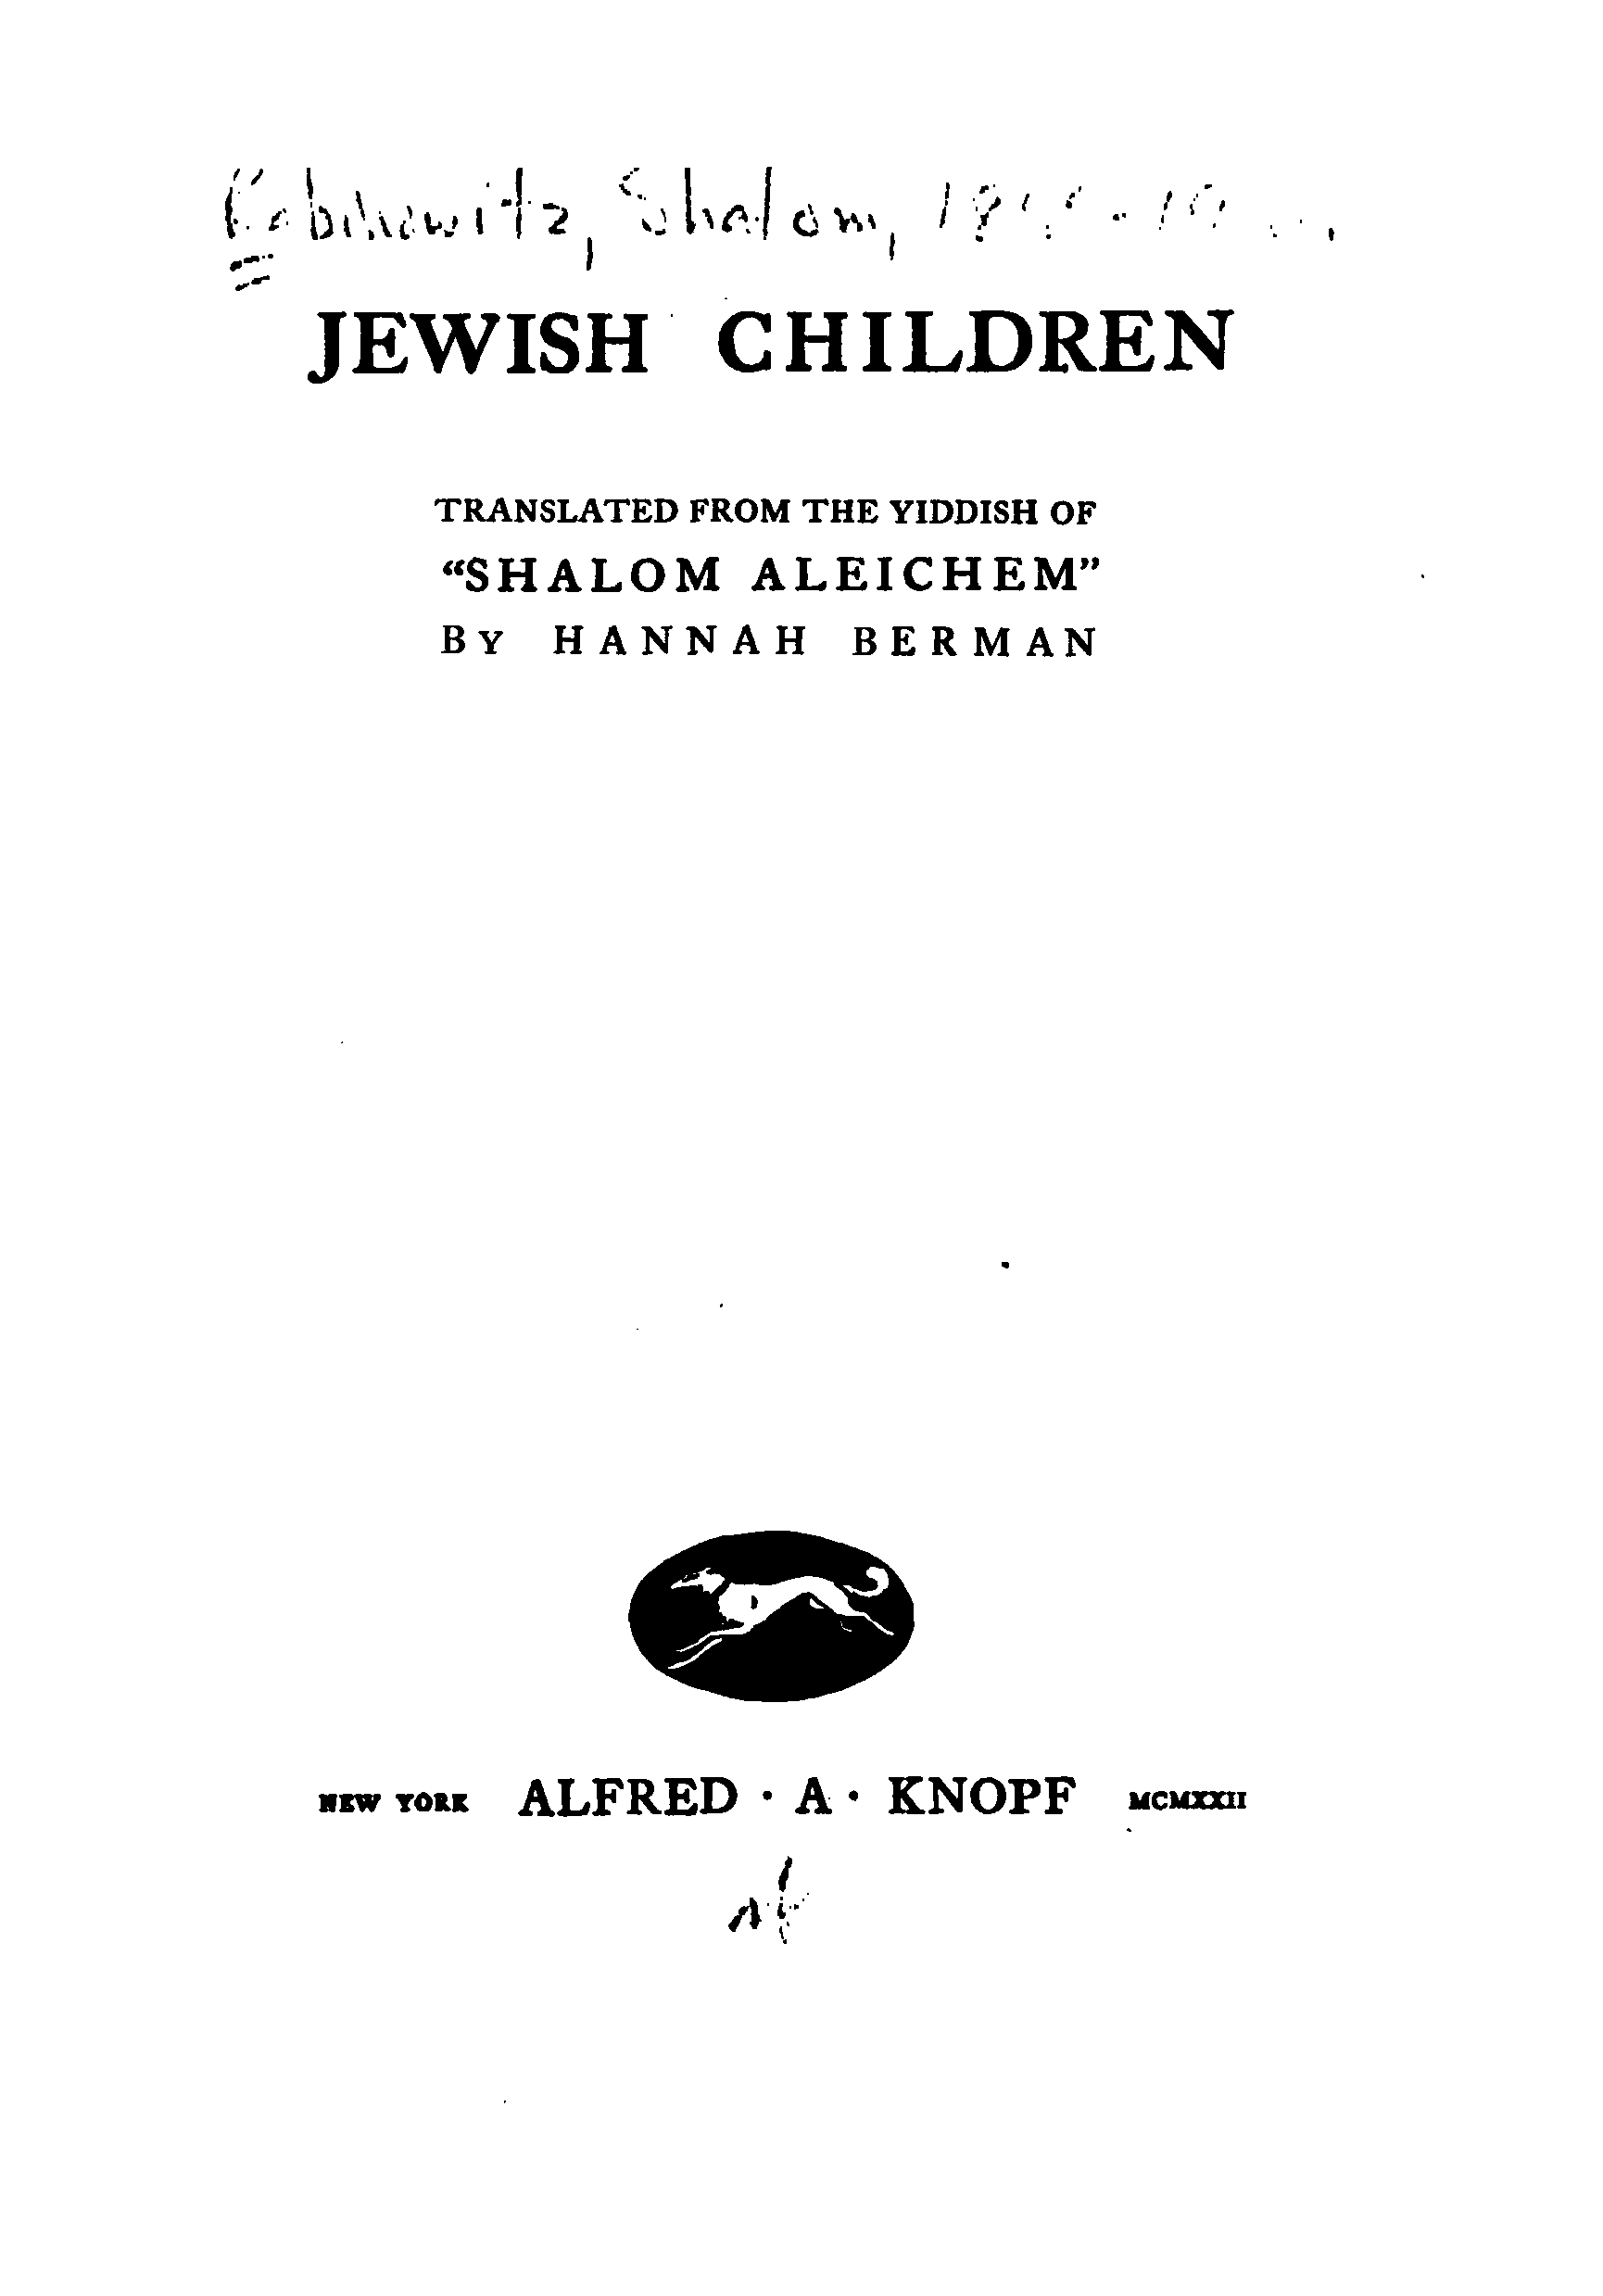 Rabinowitz, Shalom,
JEWISH CHILDREN
TRANSLATED FROM THE YIDDISH OF
“SHALOM ALEICHEM”
BY HANNAH BERMAN
NEW YORK ALFRED · A · KNOPF MCMXXII